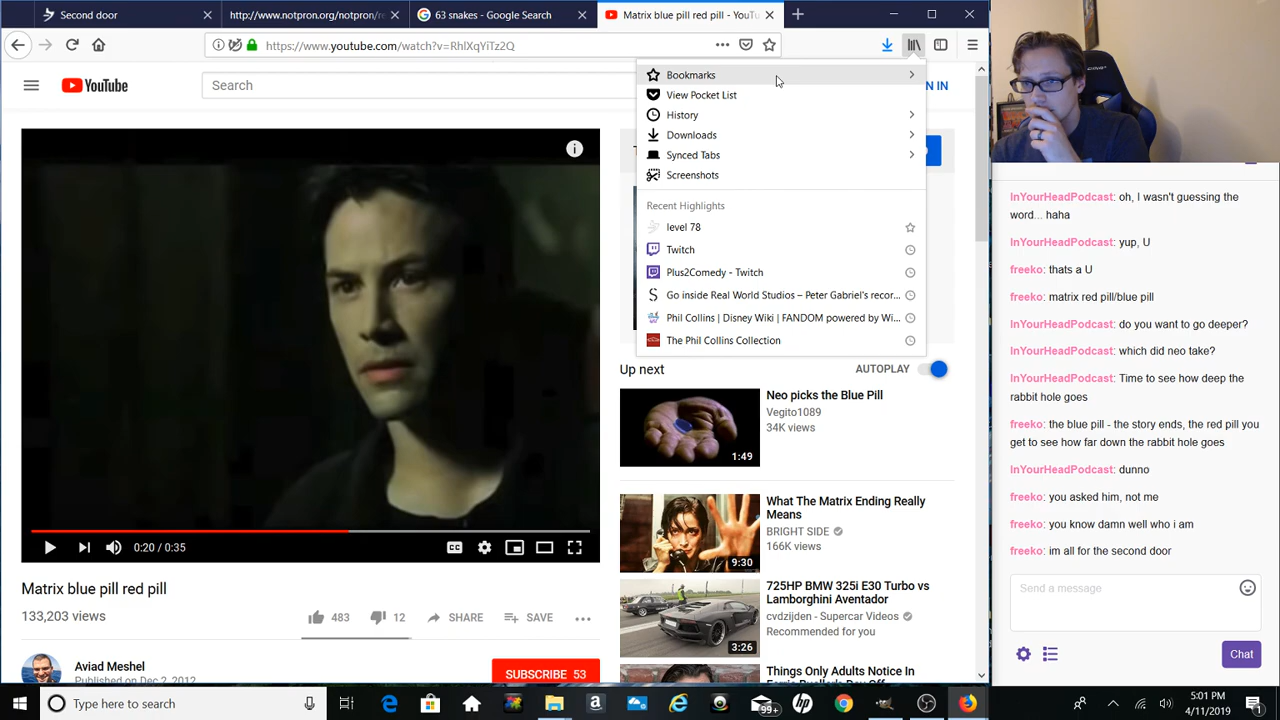 Second door
http://www.notpron.org/notpron/re
63 snakes - Google Search
Matrix blue pill red pill - YouTu
https://www.youtube.com/watch?v=RhlXqYiTz2Q
YouTube
Search
N IN
Bookmarks
View Pocket List
History
Downloads
Synced Tabs
Screenshots
Recent Highlights
level 78
Twitch
Plus2Comedy - Twitch
Go inside Real World Studios – Peter Gabriel's recor...
Phil Collins | Disney Wiki | FANDOM powered by Wi...
The Phil Collins Collection
0:20 / 0:35
CC
Matrix blue pill red pill
133,203 views
483
12
SHARE
SAVE
Aviad Meshel
Published on Dec 2, 2012
SUBSCRIBE 53
Up next
AUTOPLAY
Neo picks the Blue Pill
Vegito1089
34K views
1:49
What The Matrix Ending Really
Means
BRIGHT SIDE
166K views
9:30
725HP BMW 325i E30 Turbo vs
Lamborghini Aventador
cvdzijden - Supercar Videos
Recommended for you
3:26
Things Only Adults Notice In
InYourHeadPodcast: oh, I wasn't guessing the
word... haha
InYourHeadPodcast: yup, U
freeko: thats a U
freeko: matrix red pill/blue pill
InYourHeadPodcast: do you want to go deeper?
InYourHeadPodcast: which did neo take?
InYourHeadPodcast: Time to see how deep the
rabbit hole goes
freeko: the blue pill - the story ends, the red pill you
get to see how far down the rabbit hole goes
InYourHeadPodcast: dunno
freeko: you asked him, not me
freeko: you know damn well who i am
freeko: im all for the second door
Send a message
Chat
Type here to search
99+
5:01 PM
4/11/2019